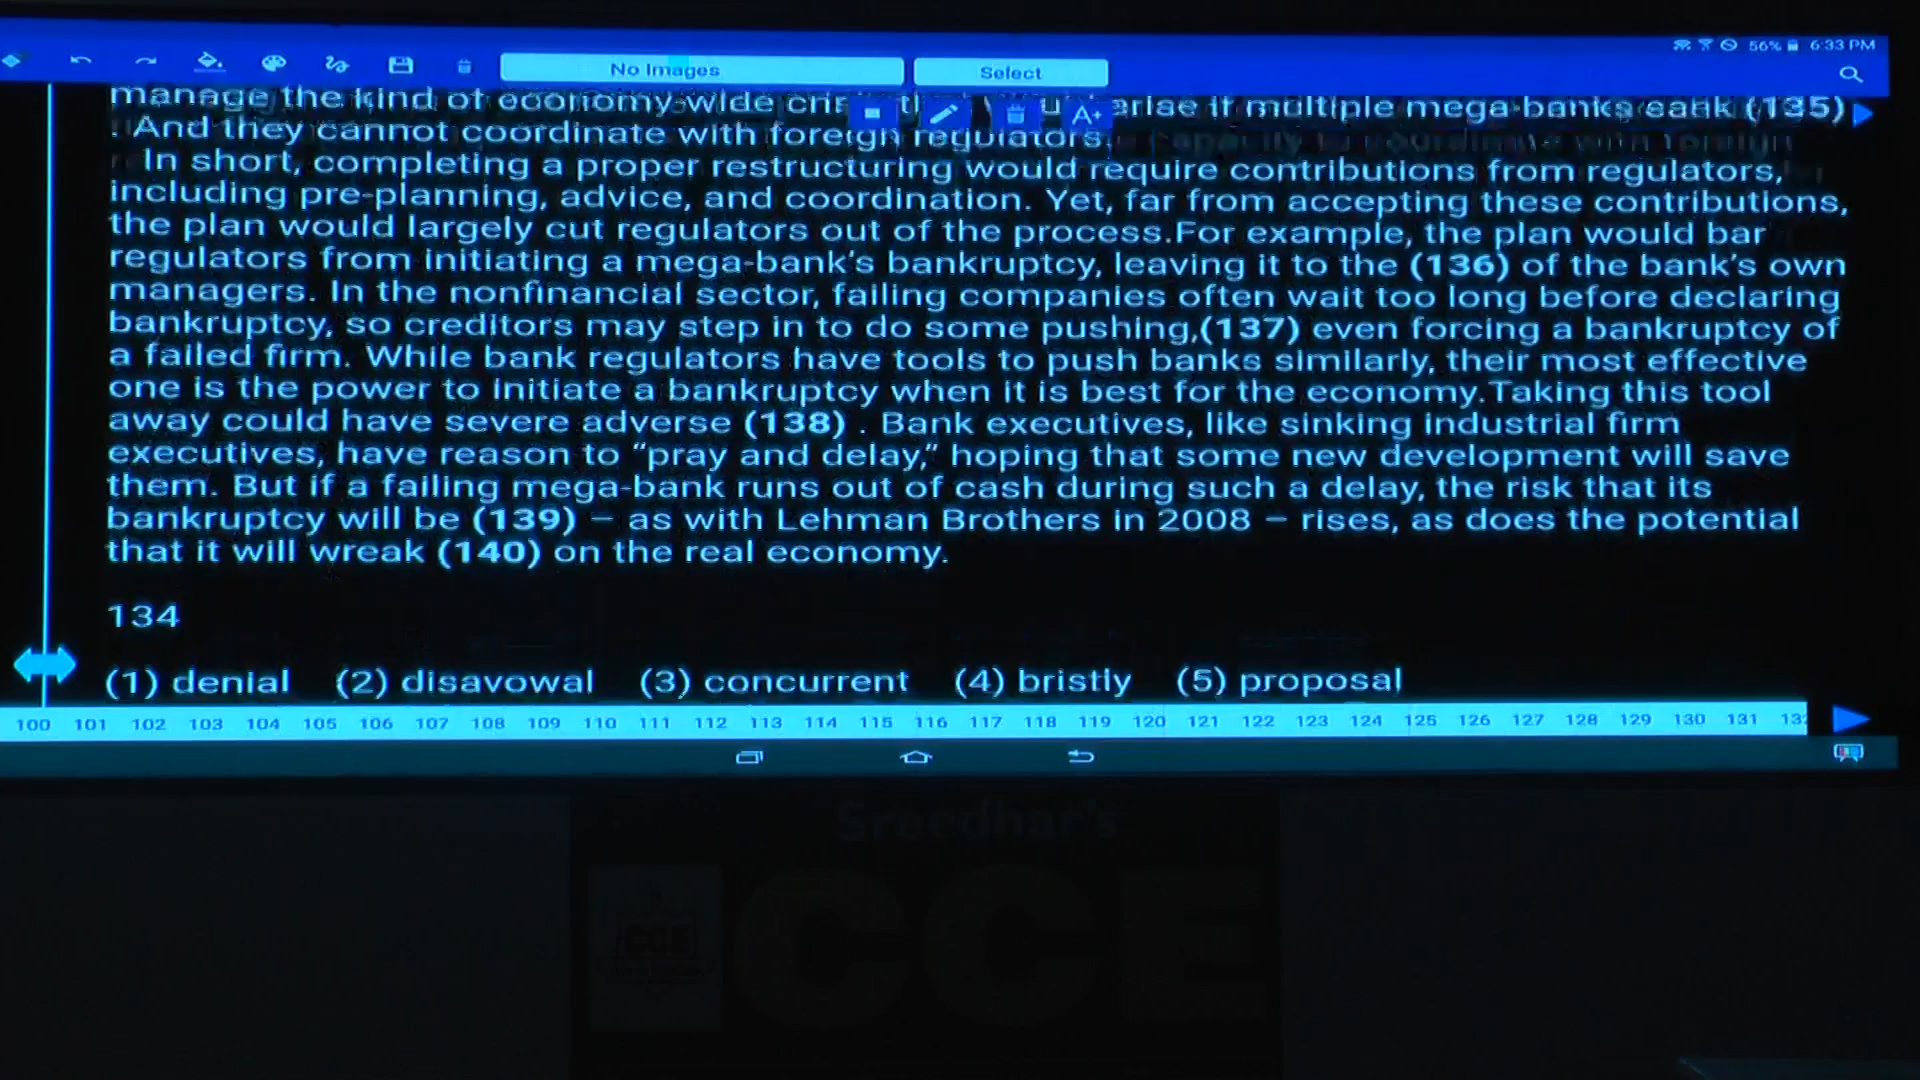 56% 6:33 PM
No Images Select
manage the kind of economy-wide arise if multiple mega-banks sank (135)
. And they cannot coordinate with foreign regulators.
In short, completing a proper restructuring would require contributions from regulators,
including pre-planning, advice, and coordination. Yet, far from accepting these contributions,
the plan would largely cut regulators out of the process.For example, the plan would bar
regulators from initiating a mega-bank's bankruptcy, leaving it to the (136) of the bank's own
managers. In the nonfinancial sector, failing companies often wait too long before declaring
bankruptcy, so creditors may step in to do some pushing,(137) even forcing a bankruptcy of
a failed firm. While bank regulators have tools to push banks similarly, their most effective
one is the power to initiate a bankruptcy when it is best for the economy.Taking this tool
away could have severe adverse (138) . Bank executives, like sinking industrial firm
executives, have reason to “pray and delay,” hoping that some new development will save
them. But if a failing mega-bank runs out of cash during such a delay, the risk that its
bankruptcy will be (139) – as with Lehman Brothers in 2008 – rises, as does the potential
that it will wreak (140) on the real economy.
134
(1) denial (2) disavowal (3) concurrent (4) bristly (5) proposal
100 101 102 103 104 105 106 107 108 109 110 111 112 113 114 115 116 117 118 119 120 121 122 123 124 125 126 127 128 129 130 131
Sreedhar's
CCE